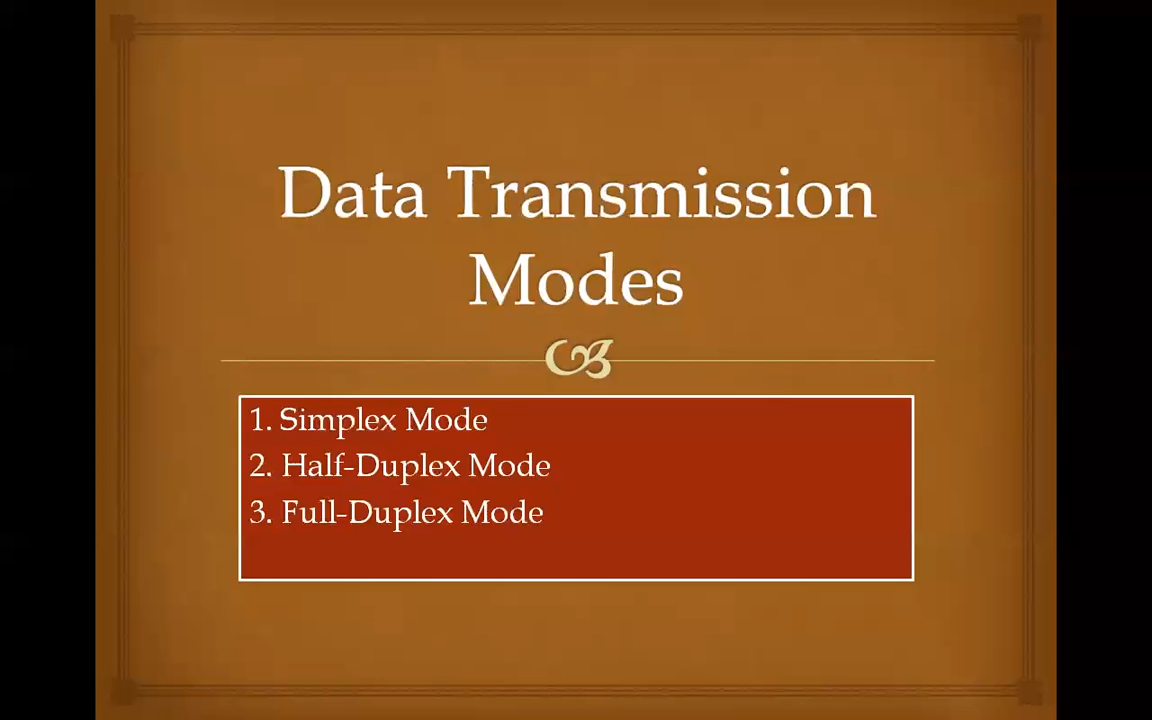 Data Transmission
Modes
1. Simplex Mode
2. Half-Duplex Mode
3. Full-Duplex Mode